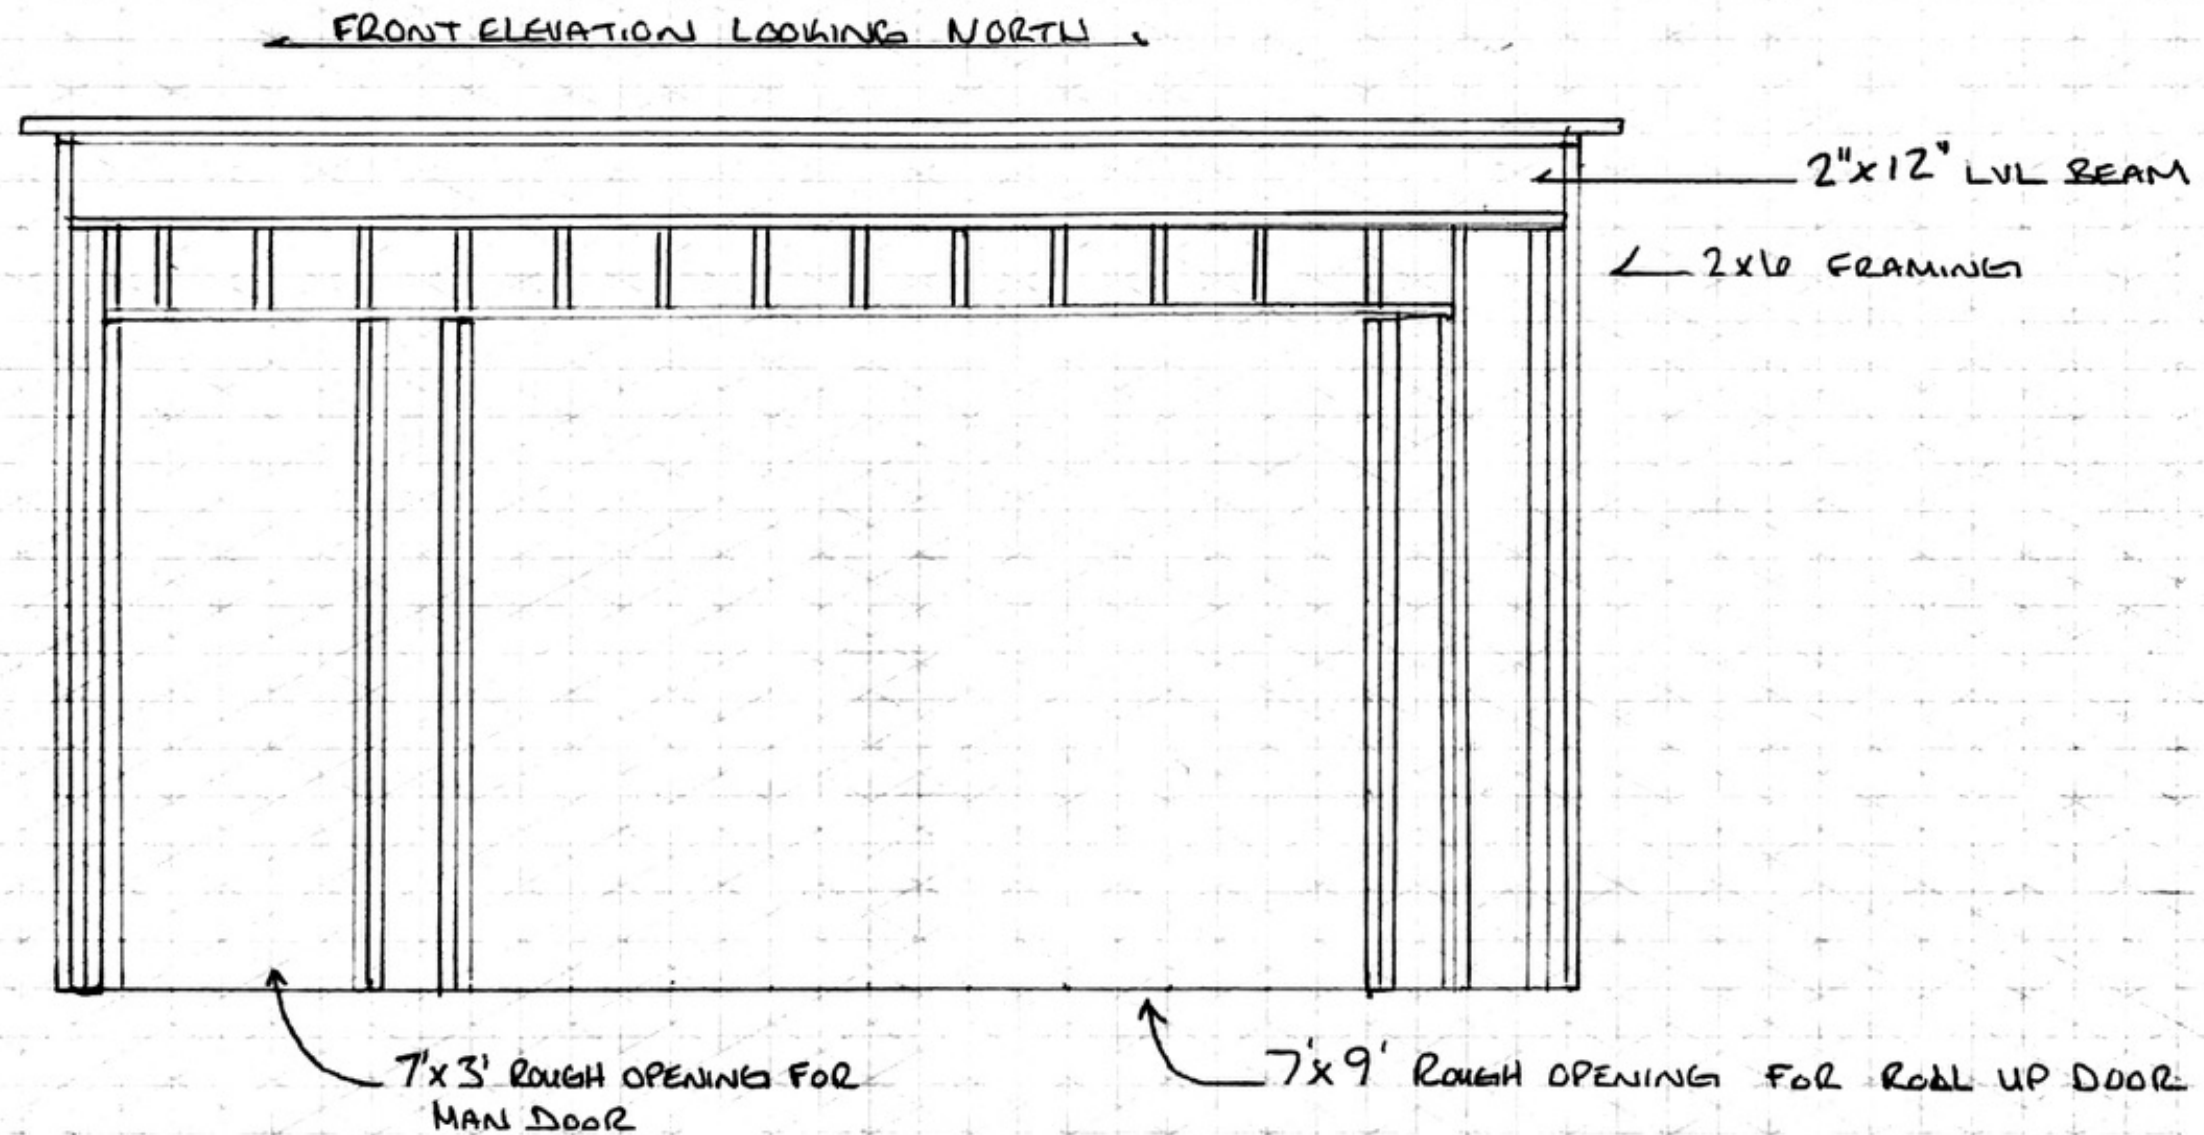 FRONT ELEVATION LOOKING NORTH
2"x12" LVL BEAM
2x6 FRAMING
7'x3' ROUGH OPENING FOR
MAN DOOR
7'x9' ROUGH OPENING FOR ROLL UP DOOR